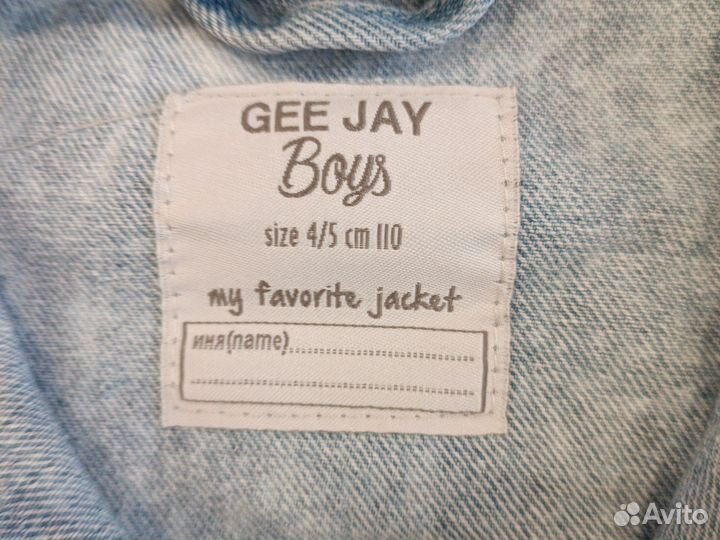 GEE JAY
Boys
size 4/5 cm 110
my favorite jacket
имя(name)
Avito